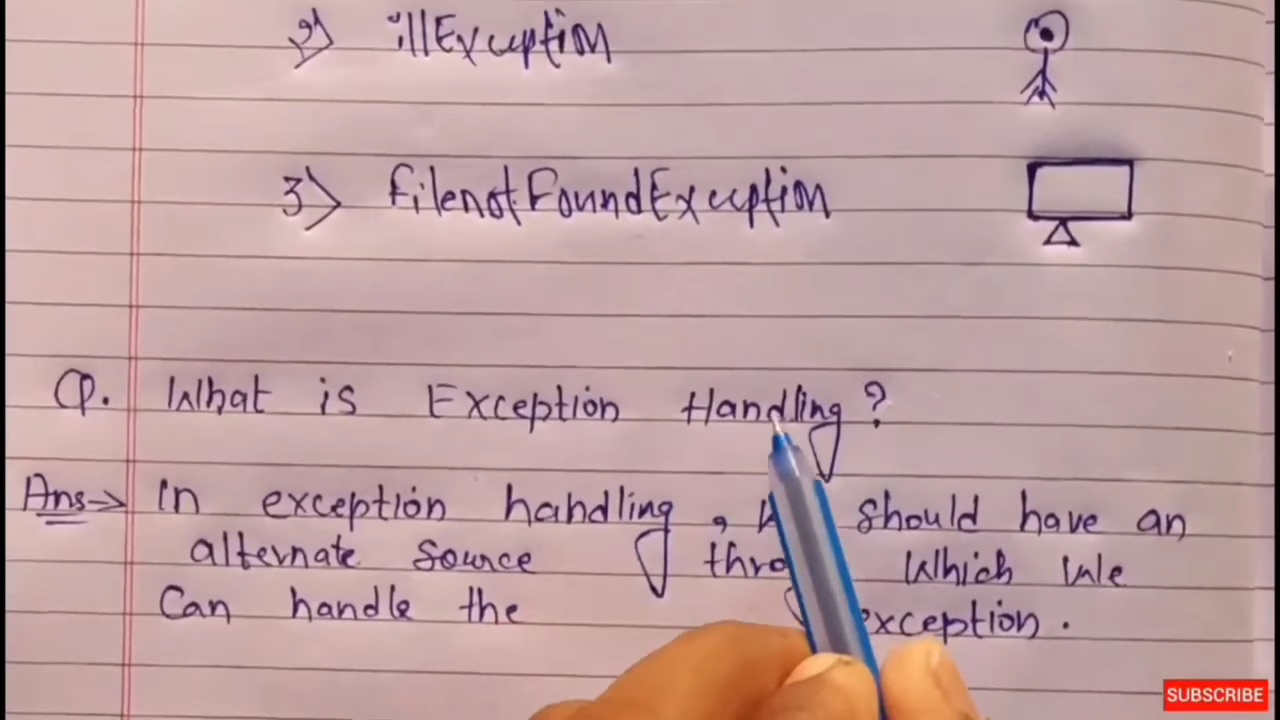 2) illException
3) filenotFoundException
Q. What is Exception Handling?
Ans→ In exception handling, should have an
alternate source which we
Can handle the exception.
SUBSCRIBE